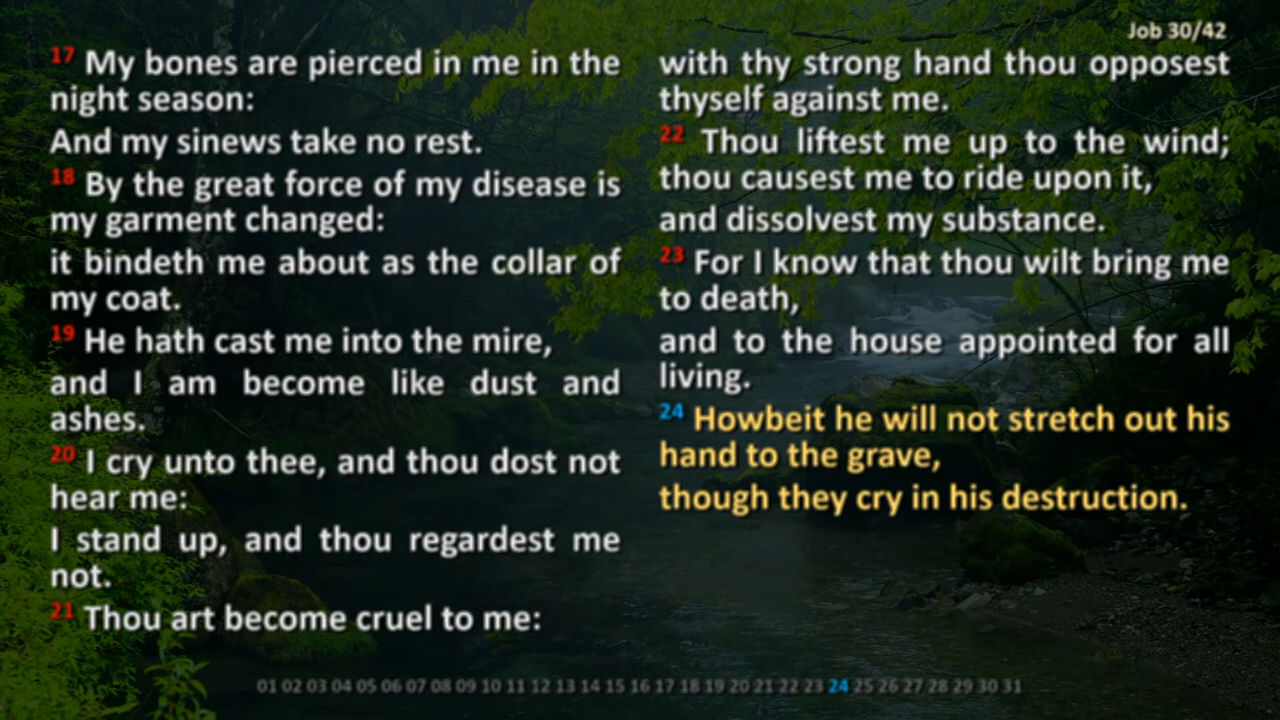 Job 30/42
17 My bones are pierced in me in the
night season:
And my sinews take no rest.
18 By the great force of my disease is
my garment changed:
it bindeth me about as the collar of
my coat.
19 He hath cast me into the mire,
and I am become like dust and
ashes.
20 I cry unto thee, and thou dost not
hear me:
I stand up, and thou regardest me
not.
21 Thou art become cruel to me:
with thy strong hand thou opposest
thyself against me.
22 Thou liftest me up to the wind;
thou causest me to ride upon it,
and dissolvest my substance.
23 For I know that thou wilt bring me
to death,
and to the house appointed for all
living.
24 Howbeit he will not stretch out his
hand to the grave,
though they cry in his destruction.
01 02 03 04 05 06 07 08 09 10 11 12 13 14 15 16 17 18 19 20 21 22 23 24 25 26 27 28 29 30 31